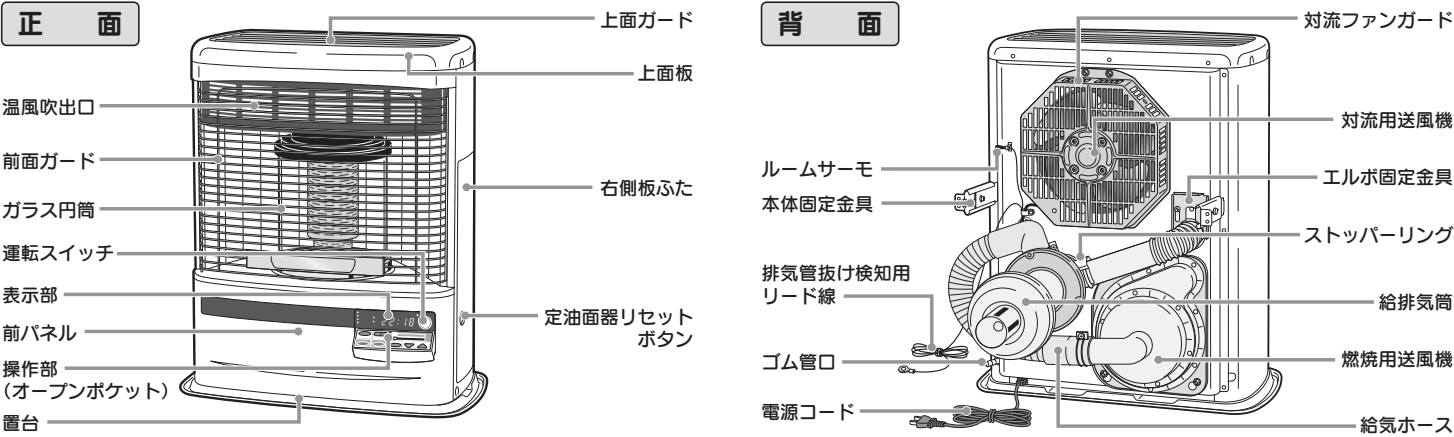 正 面
上面ガード
上面板
温風吹出口
前面ガード
ガラス円筒
運転スイッチ
表示部
前パネル
操作部
（オープンポケット）
置台
右側板ふた
定油面器リセット
ボタン
22:18
背 面
対流ファンガード
対流用送風機
ルームサーモ
本体固定金具
エルボ固定金具
ストッパーリング
排気管抜け検知用
リード線
給排気筒
ゴム管口
燃焼用送風機
電源コード
給気ホース